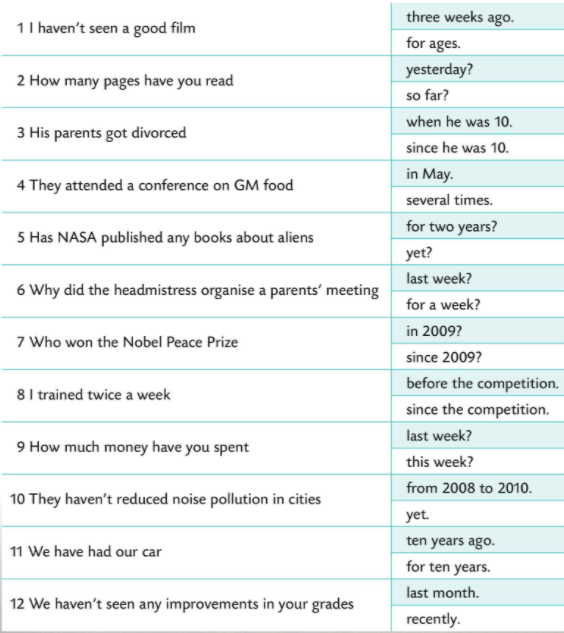 1 I haven't seen a good film
three weeks ago.
for ages.
2 How many pages have you read
yesterday?
so far?
3 His parents got divorced
when he was 10.
since he was 10.
4 They attended a conference on GM food
in May.
several times.
5 Has NASA published any books about aliens
for two years?
yet?
6 Why did the headmistress organise a parents' meeting
last week?
for a week?
7 Who won the Nobel Peace Prize
in 2009?
since 2009?
8 I trained twice a week
before the competition.
since the competition.
9 How much money have you spent
last week?
this week?
10 They haven't reduced noise pollution in cities
from 2008 to 2010.
yet.
11 We have had our car
ten years ago.
for ten years.
12 We haven't seen any improvements in your grades
last month.
recently.